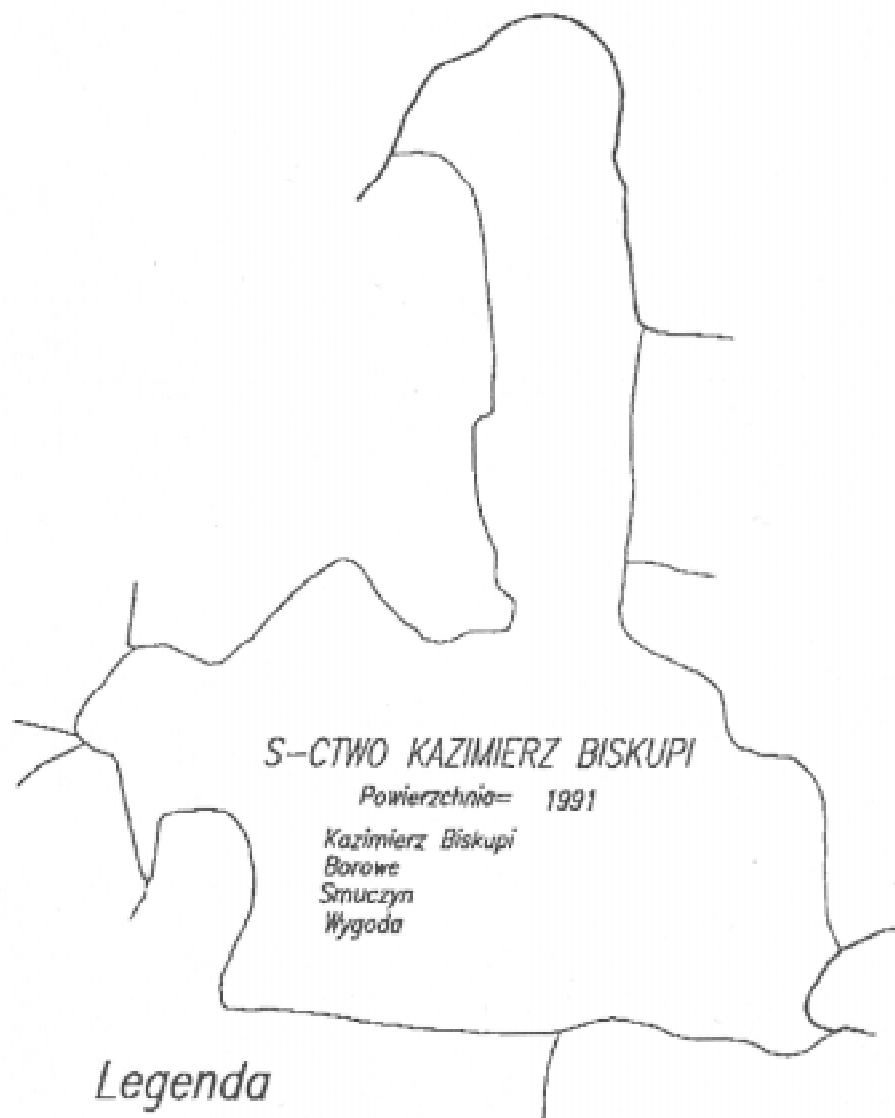 S-CTWO KAZIMIERZ BISKUPI
Powierzchnia= 1991
Kazimierz Biskupi
Borowe
Smuczyn
Wygoda
Legenda